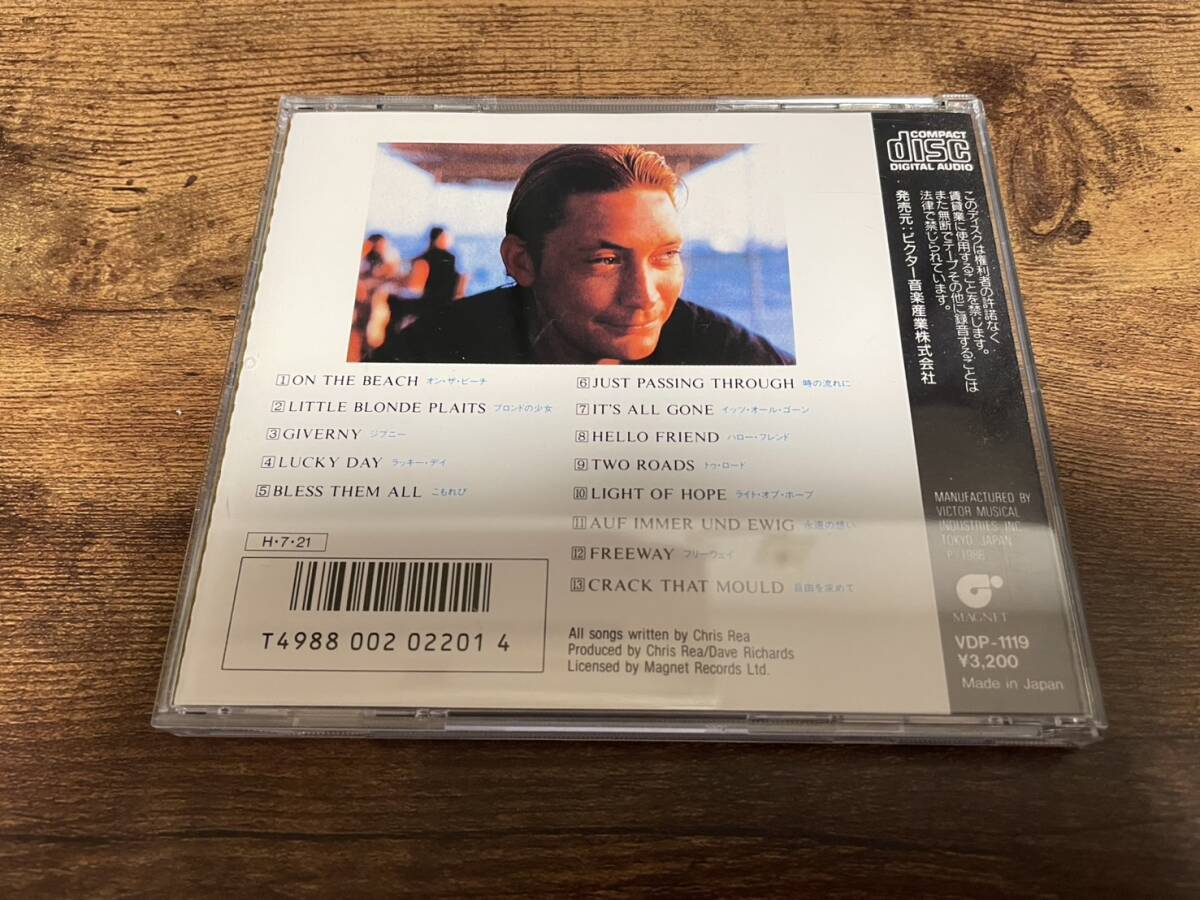 1 ON THE BEACH オン・ザ・ビーチ
2 LITTLE BLONDE PLAITS ブロンドの少女
3 GIVERNY ジブニー
4 LUCKY DAY ラッキー・デイ
5 BLESS THEM ALL こもれび
6 JUST PASSING THROUGH 時の流れに
7 IT'S ALL GONE イッツ・オール・ゴーン
8 HELLO FRIEND ハロー・フレンド
9 TWO ROADS トゥ・ロード
10 LIGHT OF HOPE ライト・オブ・ホープ
11 AUF IMMER UND EWIG 永遠の想い
12 FREEWAY フリーウェイ
13 CRACK THAT MOULD 自由を求めて
H・7・21
T4988 002 02201 4
All songs written by Chris Rea
Produced by Chris Rea/Dave Richards
Licensed by Magnet Records Ltd.
COMPACT
disc
DIGITAL AUDIO
このディスクは権利者の許諾なく
賃貸業に使用することを禁じます。
また無断でテープその他に録音することは
法律で禁じられています。
発売元:ビクター音楽産業株式会社
MANUFACTURED BY
VICTOR MUSICAL
INDUSTRIES, INC.
TOKYO, JAPAN
P 1986
MAGNET
VDP-1119
¥3,200
Made in Japan